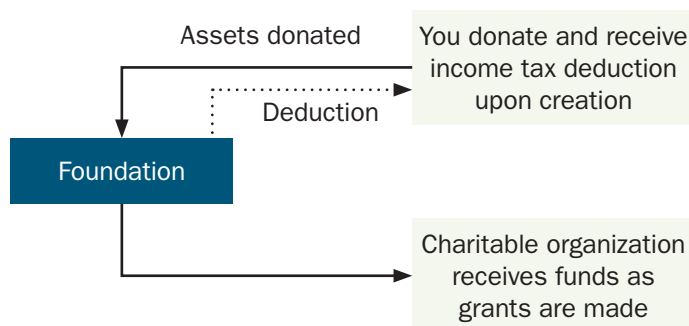 Assets donated
You donate and receive
income tax deduction
upon creation
Deduction
Foundation
Charitable organization
receives funds as
grants are made